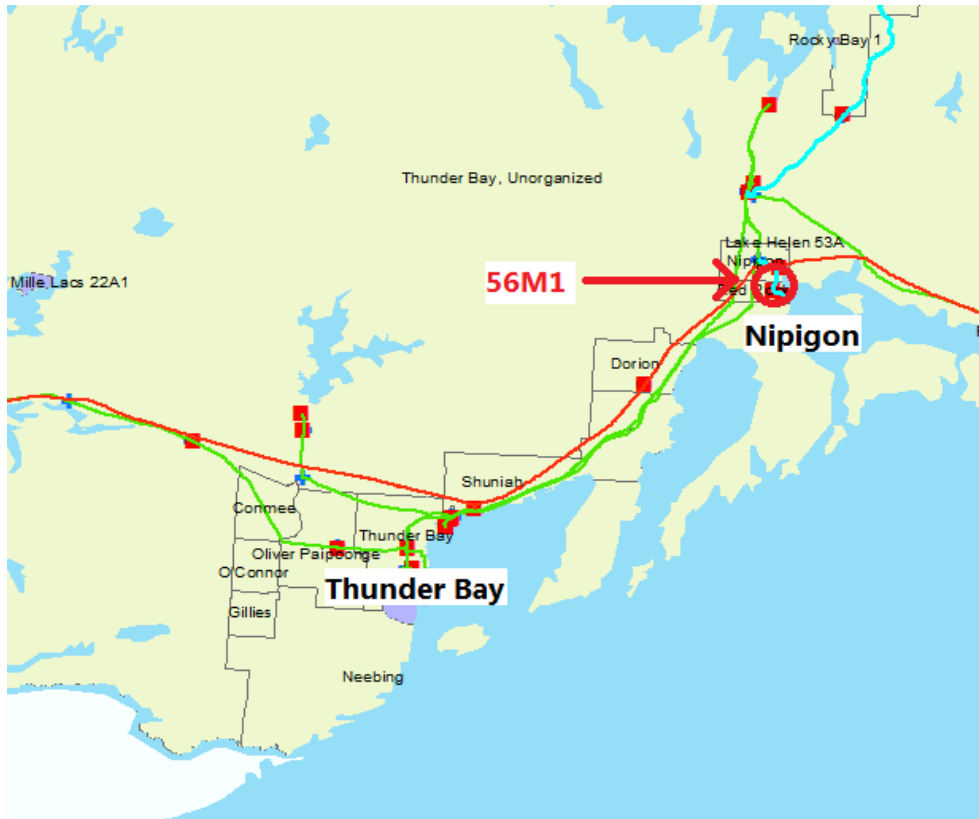 Rocky Bay 1
Thunder Bay, Unorganized
Lake Helen 53A
Nipigon
Mille Lacs 22A1
56M1
Red
Nipigon
Dorion
Shuniah
Conmee
Thunder Bay
Oliver Paipoonge
O'Connor
Thunder Bay
Gillies
Neebing